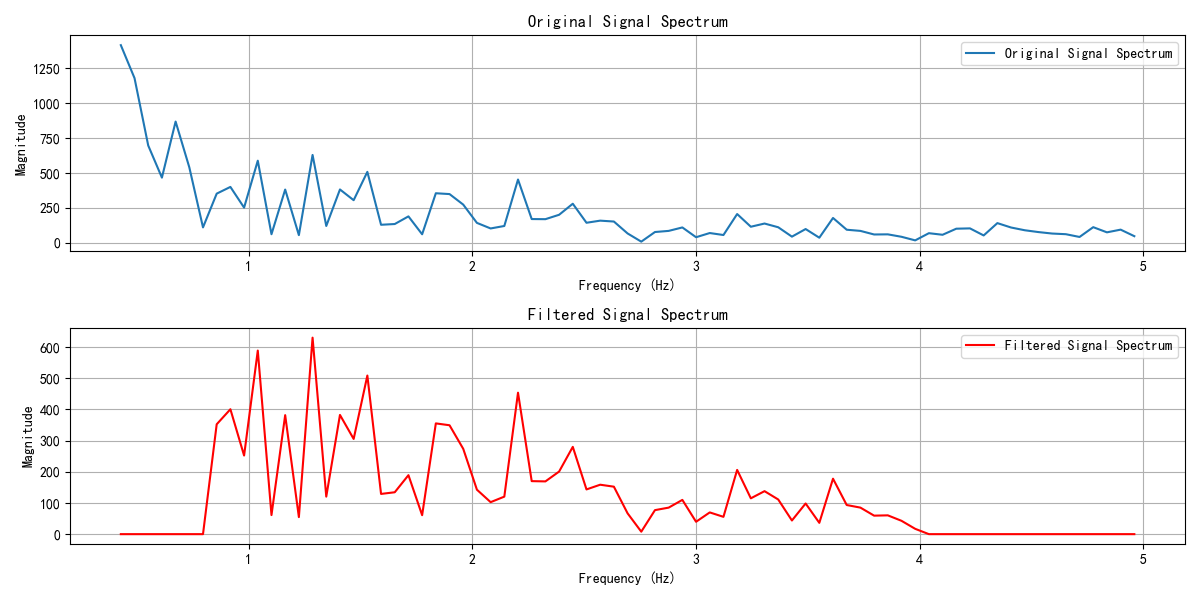 Original Signal Spectrum
Original Signal Spectrum
Magnitude
1250
1000
750
500
250
0
1 2 3 4 5
Frequency (Hz)
Filtered Signal Spectrum
Filtered Signal Spectrum
Magnitude
600
500
400
300
200
100
0
1 2 3 4 5
Frequency (Hz)